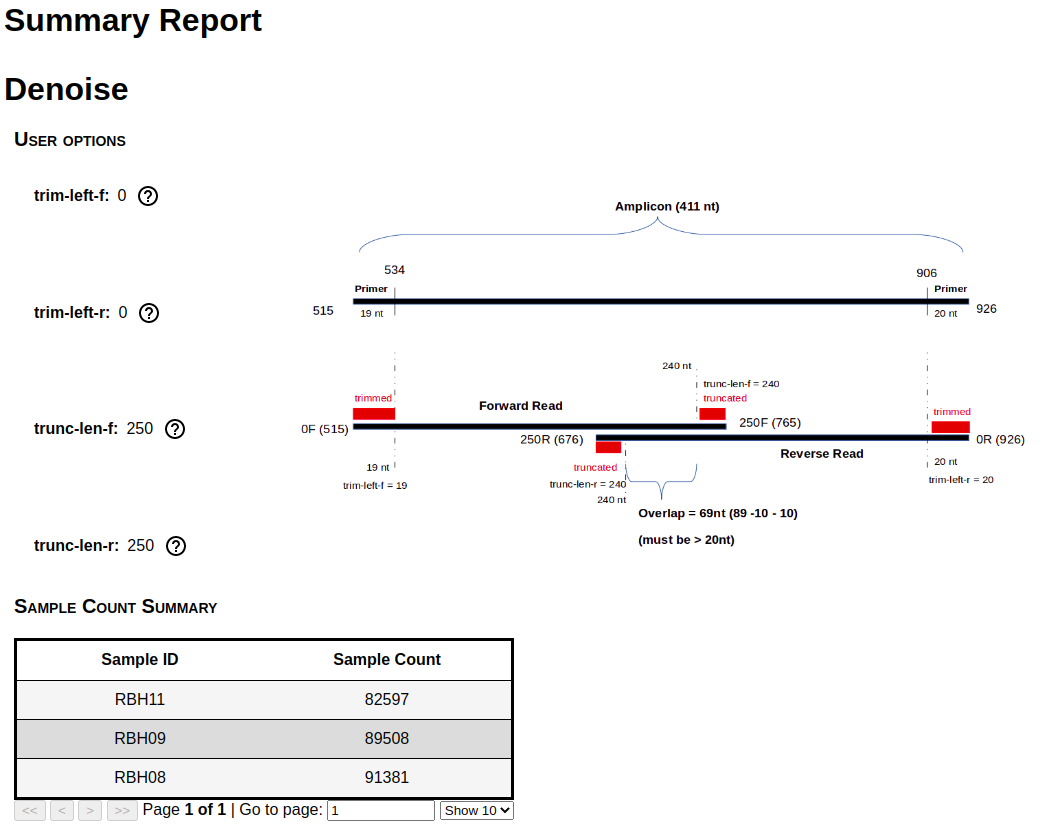 Summary Report
Denoise
User options
trim-left-f: 0 ?
trim-left-r: 0 ?
trunc-len-f: 250 ?
trunc-len-r: 250 ?
Amplicon (411 nt)
534
906
Primer
Primer
515
926
19 nt
20 nt
240 nt
trunc-len-f = 240
trimmed
truncated
Forward Read
trimmed
0F (515)
250F (765)
250R (676)
0R (926)
Reverse Read
19 nt
truncated
20 nt
trim-left-f = 19
trunc-len-r = 240
trim-left-r = 20
240 nt
Overlap = 69nt (89 -10 - 10)
(must be > 20nt)
Sample Count Summary
Sample ID Sample Count
RBH11 82597
RBH09 89508
RBH08 91381
<< < > >> Page 1 of 1 | Go to page: 1 Show 10